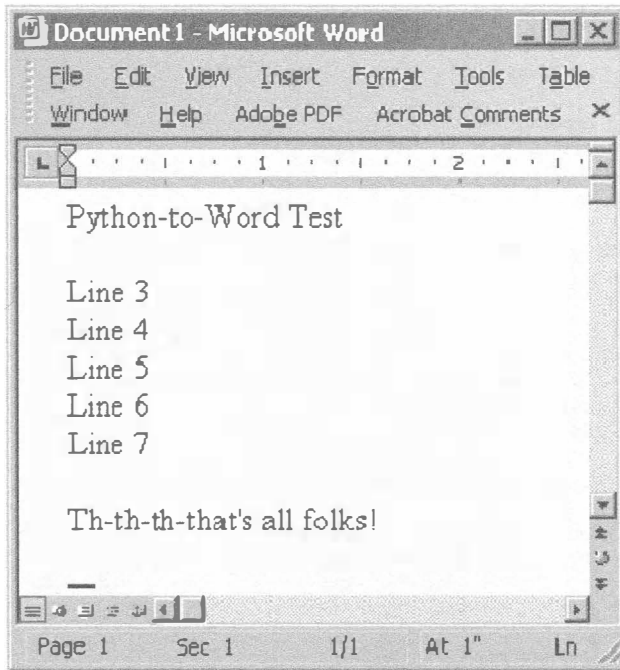 Document1 - Microsoft Word
File Edit View Insert Format Tools Table
Window Help Adobe PDF Acrobat Comments
1 2
Python-to-Word Test
Line 3
Line 4
Line 5
Line 6
Line 7
Th-th-th-that's all folks!
Page 1 Sec 1 1/1 At 1" Ln